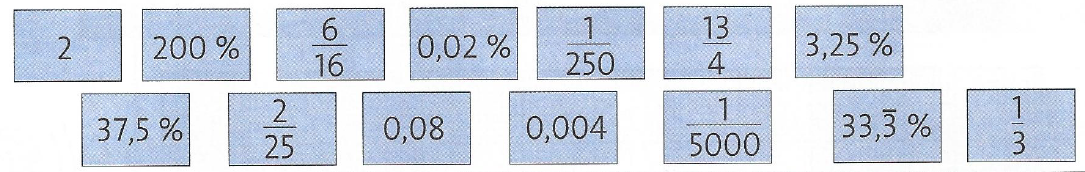 2 200 % 6/16 0,02 % 1/250 13/4 3,25 %
37,5 % 2/25 0,08 0,004 1/5000 33,3̅ % 1/3